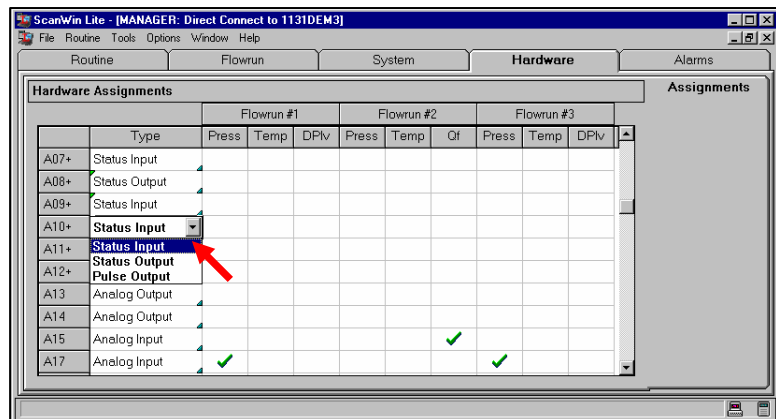 ScanWin Lite - [MANAGER: Direct Connect to 1131DEM3]
File Routine Tools Options Window Help
Routine Flowrun System Hardware Alarms
Hardware Assignments Assignments
Flowrun #1 Flowrun #2 Flowrun #3
Type Press Temp DPlv Press Temp Qf Press Temp DPlv
A07+ Status Input
A08+ Status Output
A09+ Status Input
A10+ Status Input
A11+ Status Input
Status Output
A12+ Pulse Output
A13 Analog Output
A14 Analog Output
A15 Analog Input
A17 Analog Input